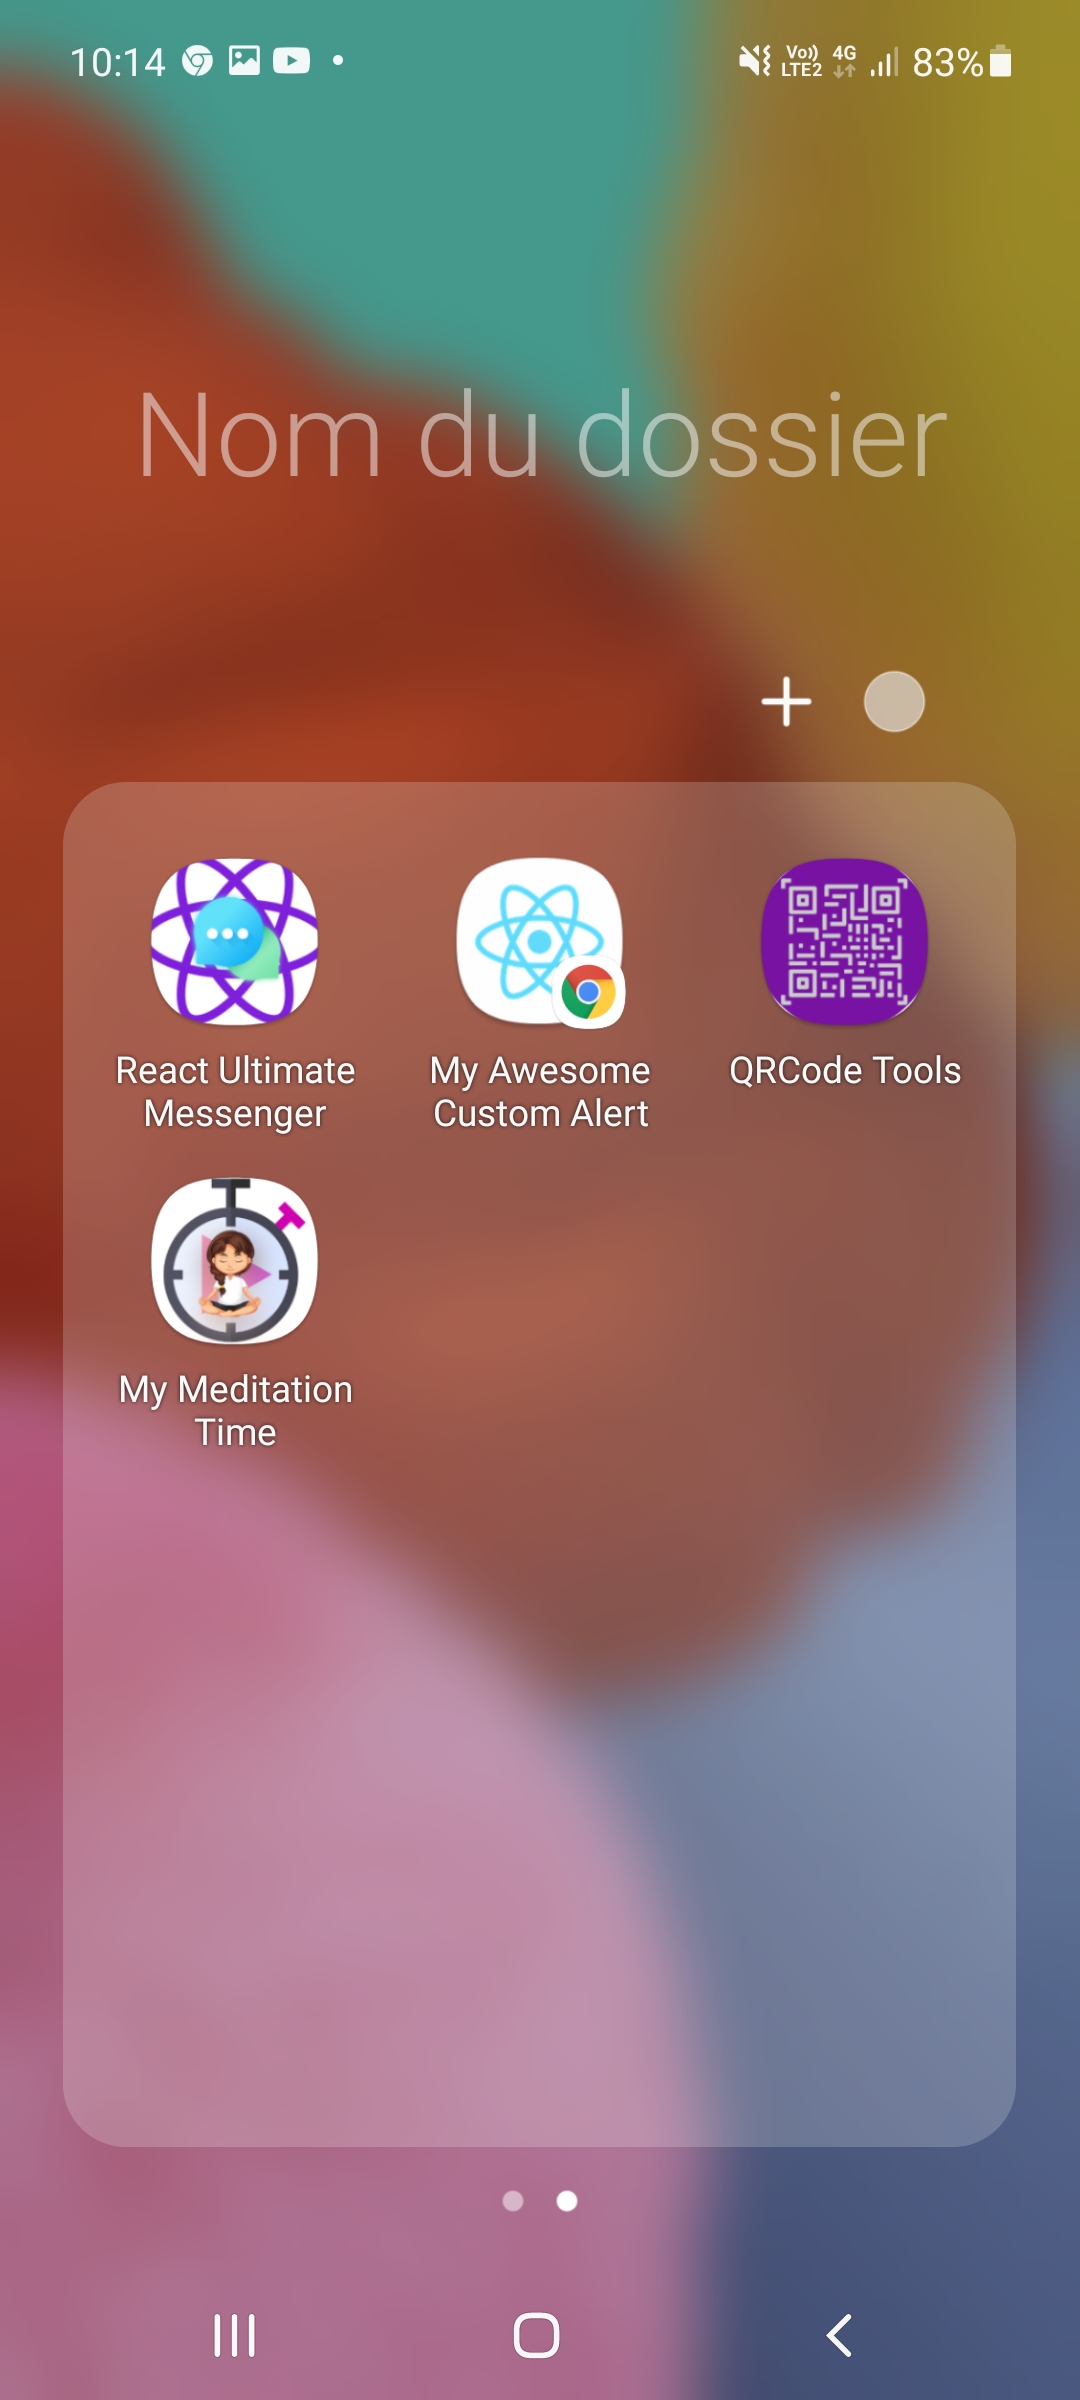 10:14
Vo)) 4G
LTE2
83%
Nom du dossier
React Ultimate
Messenger
My Awesome
Custom Alert
QRCode Tools
My Meditation
Time